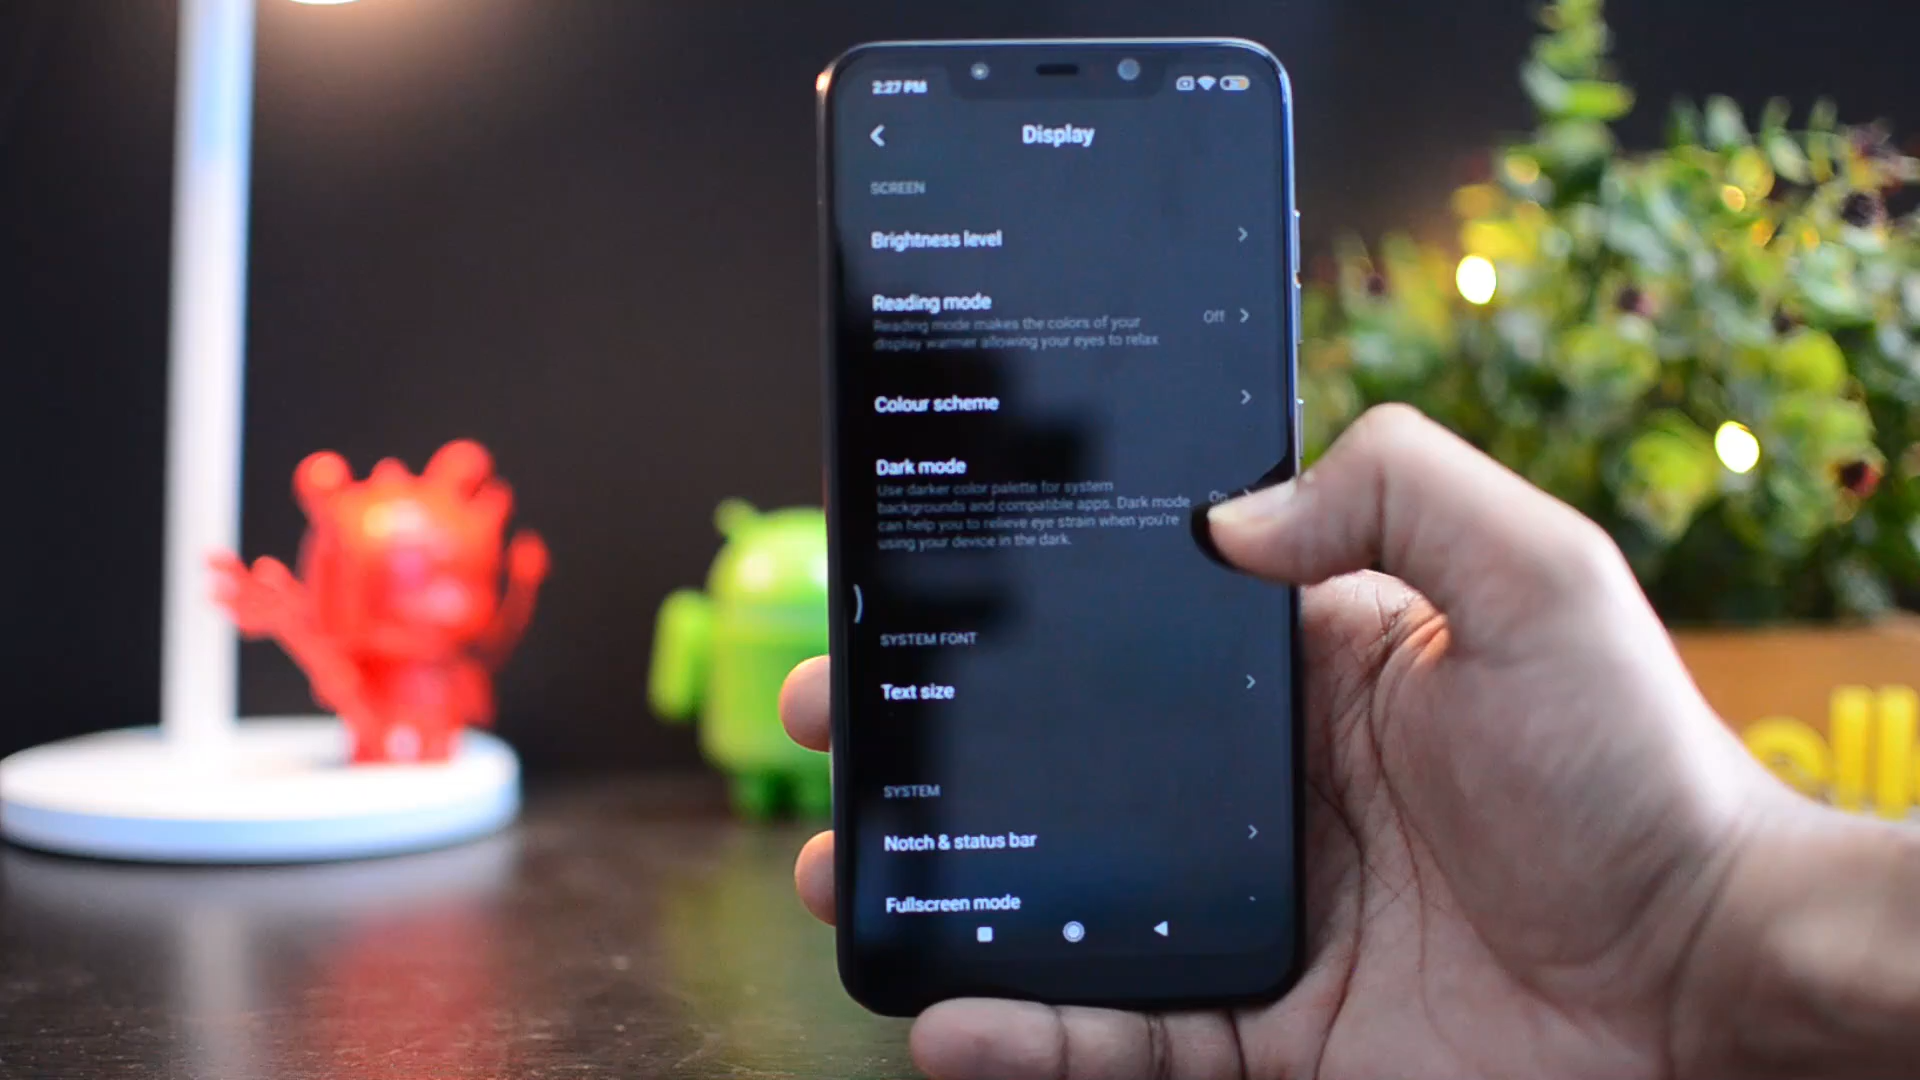 2:27 PM
Display
SCREEN
Brightness level
Reading mode
Reading mode makes the colors of your
display warmer allowing your eyes to relax
Off
Colour scheme
Dark mode
Use darker color palette for system
backgrounds and compatible apps. Dark mode
can help you to relieve eye strain when you're
using your device in the dark.
On
SYSTEM FONT
Text size
SYSTEM
Notch & status bar
Fullscreen mode